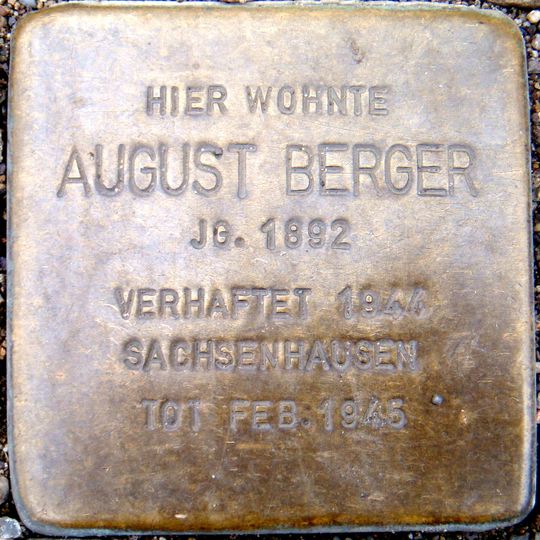 HIER WOHNTE
AUGUST BERGER
JG. 1892
VERHAFTET 1944
SACHSENHAUSEN
TOT FEB. 1945